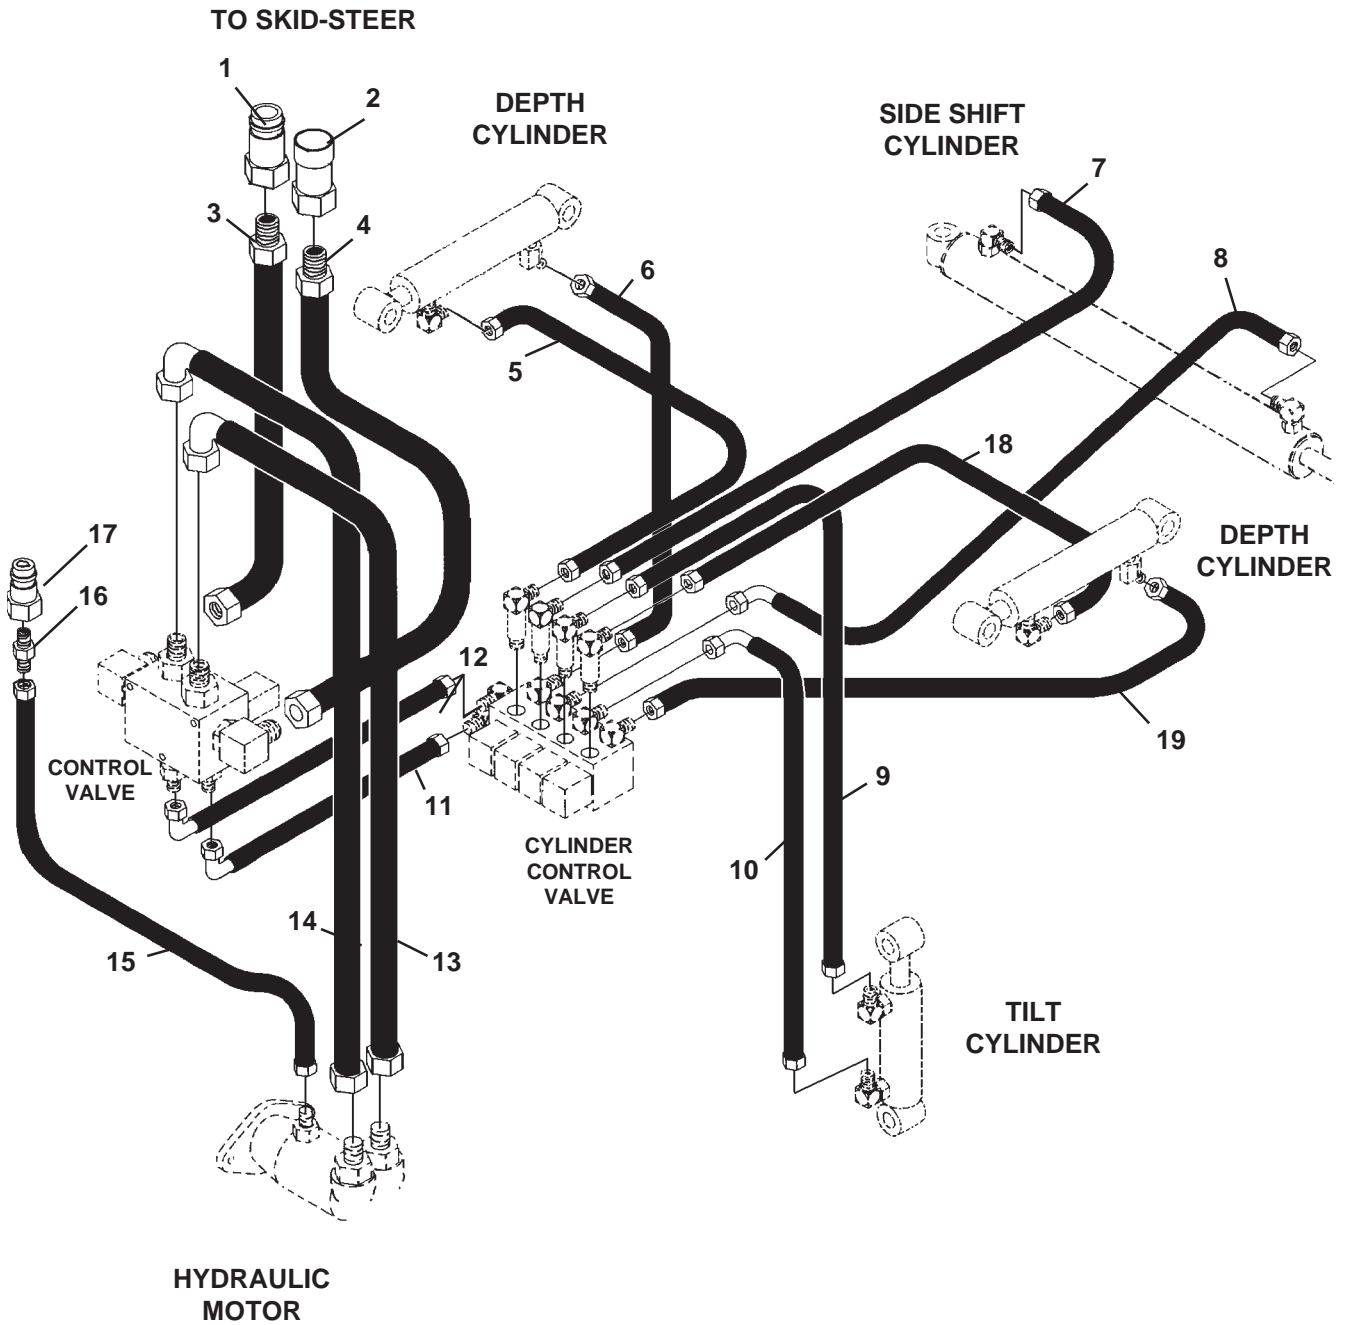 TO SKID-STEER
1
2
DEPTH
CYLINDER
SIDE SHIFT
CYLINDER
7
3
4
6
8
5
18
17
DEPTH
CYLINDER
16
12
19
CONTROL
VALVE
11
9
CYLINDER
CONTROL
VALVE
10
14
13
15
TILT
CYLINDER
HYDRAULIC
MOTOR